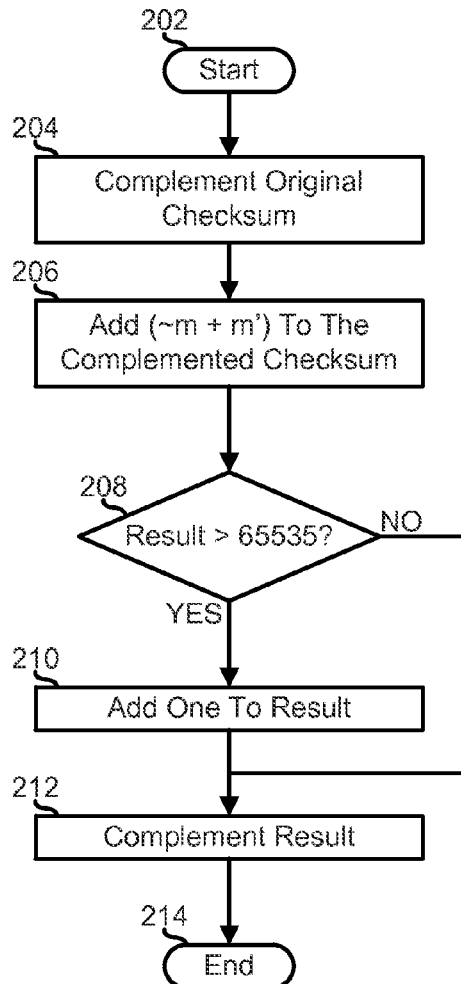 202
Start
204
Complement Original
Checksum
206
Add (~m + m') To The
Complemented Checksum
208
Result > 65535?
NO
YES
210
Add One To Result
212
Complement Result
214
End